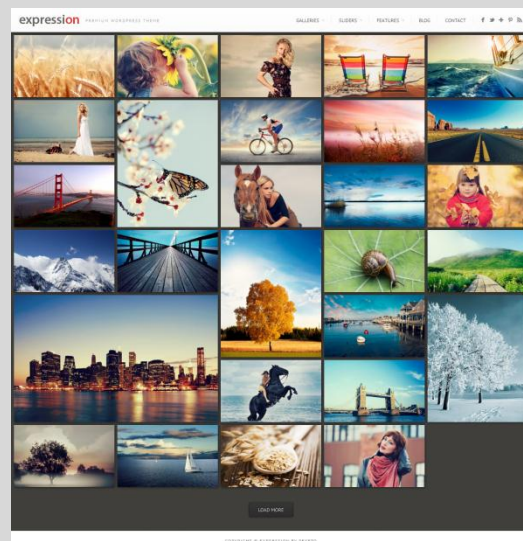 expression PREMIUM WORDPRESS THEME
GALLERIES SLIDERS FEATURES BLOG CONTACT
LOAD MORE